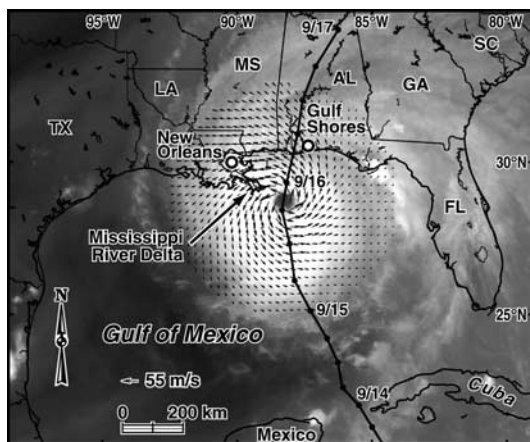 95°W
90°W
9/17
85°W
80°W
SC
MS
AL
GA
LA
TX
Gulf
Shores
New
Orleans
30°N
9/16
FL
Mississippi
River Delta
9/15
25°N
N
Gulf of Mexico
55 m/s
9/14
0 200 km
Cuba
Mexico